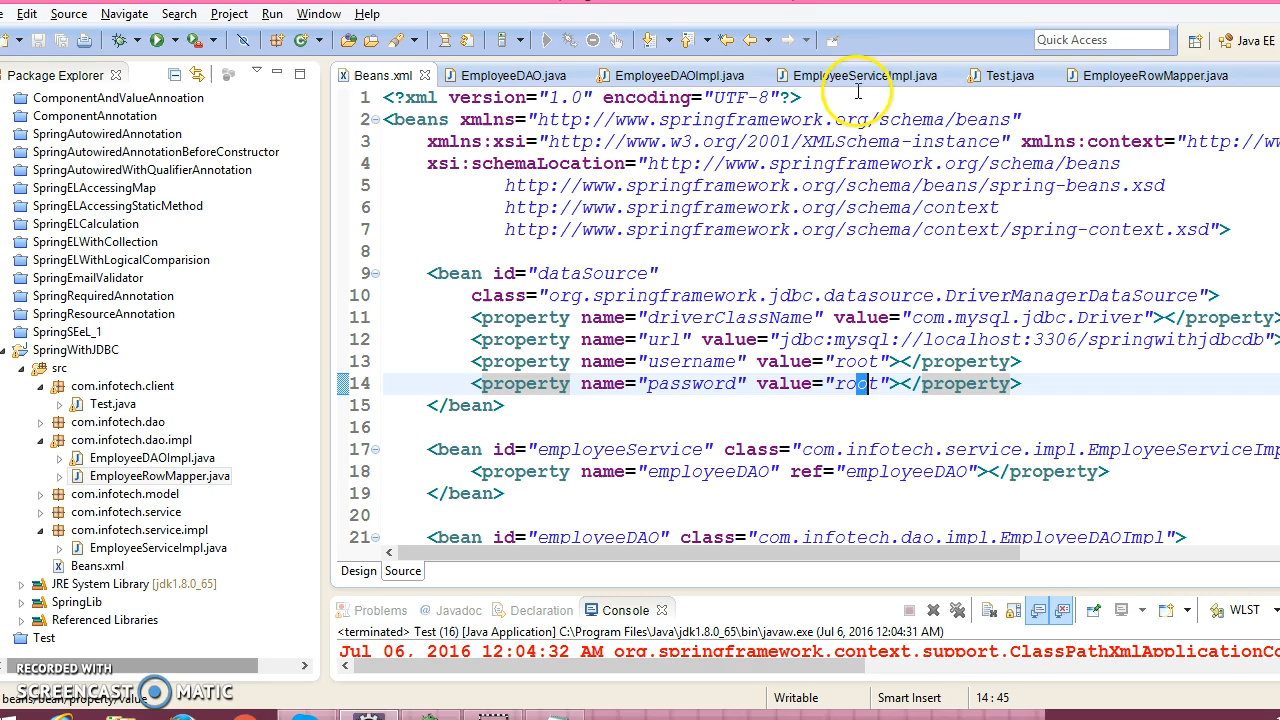 Edit Source Navigate Search Project Run Window Help
Quick Access
Java EE
Package Explorer
ComponentAndValueAnnoation
ComponentAnnotation
SpringAutowiredAnnotation
SpringAutowiredAnnotationBeforeConstructor
SpringAutowiredWithQualifierAnnotation
SpringELAccessingMap
SpringELAccessingStaticMethod
SpringELCalculation
SpringELWithCollection
SpringELWithLogicalComparision
SpringEmailValidator
SpringRequiredAnnotation
SpringResourceAnnotation
SpringSEeL_1
SpringWithJDBC
src
com.infotech.client
Test.java
com.infotech.dao
com.infotech.dao.impl
EmployeeDAOImpl.java
EmployeeRowMapper.java
com.infotech.model
com.infotech.service
com.infotech.service.impl
EmployeeServiceImpl.java
Beans.xml
JRE System Library [jdk1.8.0_65]
SpringLib
Referenced Libraries
Test
Beans.xml EmployeeDAO.java EmployeeDAOImpl.java EmployeeServiceImpl.java Test.java EmployeeRowMapper.java
1 <?xml version="1.0" encoding="UTF-8"?>
2 <beans xmlns="http://www.springframework.org/schema/beans"
3 xmlns:xsi="http://www.w3.org/2001/XMLSchema-instance" xmlns:context="http://ww
4 xsi:schemaLocation="http://www.springframework.org/schema/beans
5 http://www.springframework.org/schema/beans/spring-beans.xsd
6 http://www.springframework.org/schema/context
7 http://www.springframework.org/schema/context/spring-context.xsd">
8
9 <bean id="dataSource"
10 class="org.springframework.jdbc.datasource.DriverManagerDataSource">
11 <property name="driverClassName" value="com.mysql.jdbc.Driver"></property>
12 <property name="url" value="jdbc:mysql://localhost:3306/springwithjdbcdb">
13 <property name="username" value="root"></property>
14 <property name="password" value="root"></property>
15 </bean>
16
17 <bean id="employeeService" class="com.infotech.service.impl.EmployeeServiceImp
18 <property name="employeeDAO" ref="employeeDAO"></property>
19 </bean>
20
21 <bean id="employeeDAO" class="com.infotech.dao.impl.EmployeeDAOImpl">
Design Source
Problems Javadoc Declaration Console
WLST
<terminated> Test (16) [Java Application] C:\Program Files\Java\jdk1.8.0_65\bin\javaw.exe (Jul 6, 2016 12:04:31 AM)
Jul 06, 2016 12:04:32 AM org.springframework.context.support.ClassPathXmlApplicationCo
RECORDED WITH
SCREENCAST MATIC
beans/bean/property/value
Writable Smart Insert 14 : 45